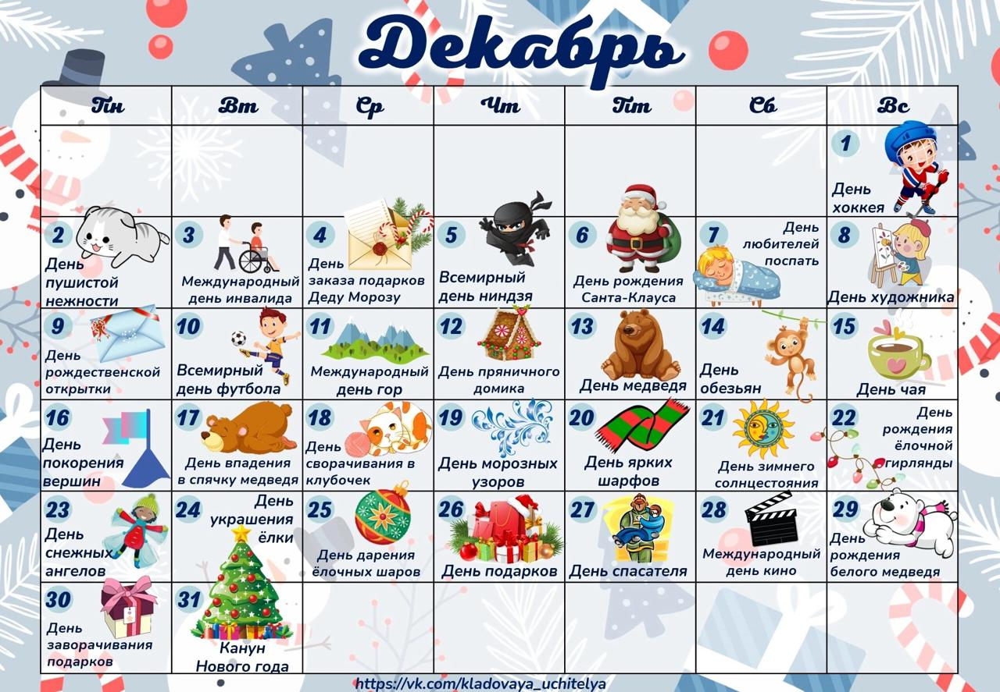 Декабрь
Пн Вт Ср Чт Пт Сб Вс
1
День
хоккея
2
День
пушистой
нежности
3
Международный
день инвалида
4
День
заказа подарков
Деду Морозу
5
Всемирный
день ниндзя
6
День рождения
Санта-Клауса
7
День
любителей
поспать
8
День художника
9
День
рождественской
открытки
10
Всемирный
день футбола
11
Международный
день гор
12
День пряничного
домика
13
День медведя
14
День
обезьян
15
День чая
16
День
покорения
вершин
17
День впадения
в спячку медведя
18
День
сворачивания в
клубочек
19
День морозных
узоров
20
День ярких
шарфов
21
День зимнего
солнцестояния
22
День
рождения
ёлочной
гирлянды
23
День
снежных
ангелов
24
День
украшения
ёлки
25
День дарения
ёлочных шаров
26
День подарков
27
День спасателя
28
Международный
день кино
29
День
рождения
белого медведя
30
День
заворачивания
подарков
31
Канун
Нового года
https://vk.com/kladovaya_uchitelya